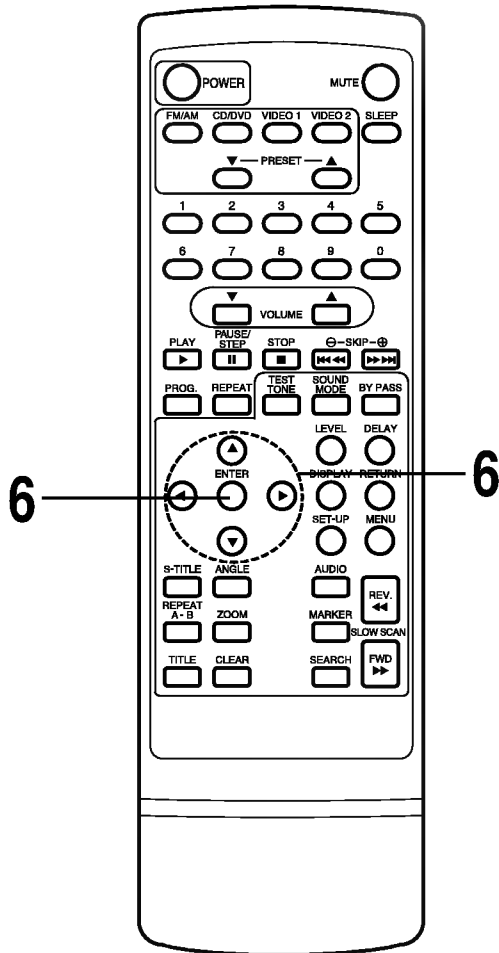 POWER MUTE
FM/AM CD/DVD VIDEO 1 VIDEO 2 SLEEP
▼ — PRESET — ▲
1 2 3 4 5
6 7 8 9 0
▼ VOLUME ▲
PLAY PAUSE/STEP STOP ⊖–SKIP–⊕
PROG. REPEAT TEST TONE SOUND MODE BY PASS
LEVEL DELAY
6 ENTER DISPLAY RETURN 6
SET-UP MENU
S-TITLE ANGLE AUDIO REV.
REPEAT A - B ZOOM MARKER SLOW SCAN
TITLE CLEAR SEARCH FWD